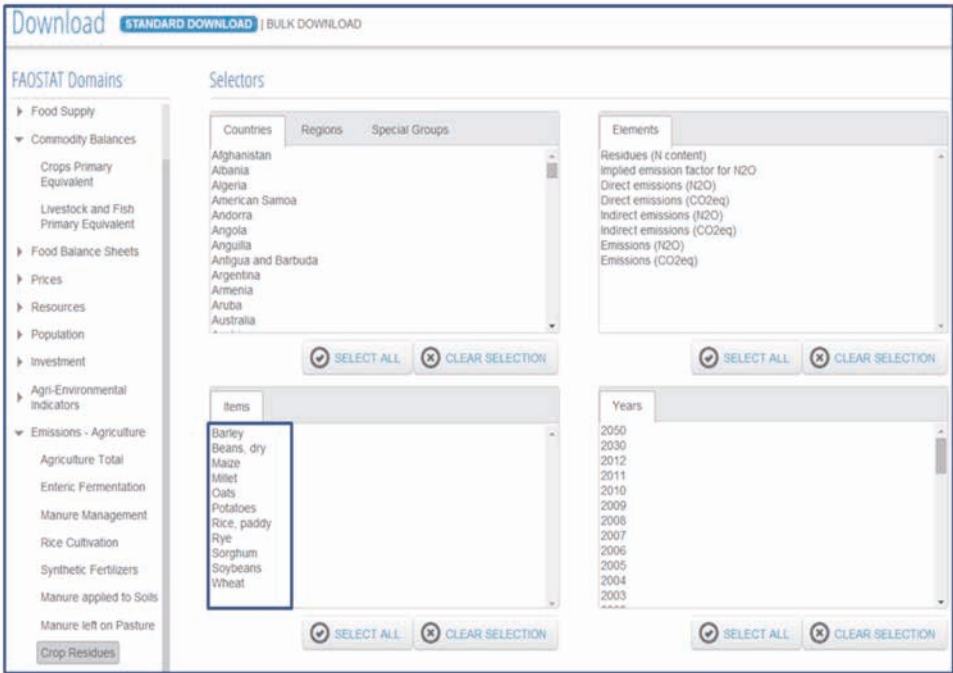 Download STANDARD DOWNLOAD | BULK DOWNLOAD
FAOSTAT Domains
Food Supply
Commodity Balances
Crops Primary
Equivalent
Livestock and Fish
Primary Equivalent
Food Balance Sheets
Prices
Resources
Population
Investment
Agri-Environmental
Indicators
Emissions - Agriculture
Agriculture Total
Enteric Fermentation
Manure Management
Rice Cultivation
Synthetic Fertilizers
Manure applied to Soils
Manure left on Pasture
Crop Residues
Selectors
Countries Regions Special Groups
Afghanistan
Albania
Algeria
American Samoa
Andorra
Angola
Anguilla
Antigua and Barbuda
Argentina
Armenia
Aruba
Australia
SELECT ALL CLEAR SELECTION
Elements
Residues (N content)
Implied emission factor for N2O
Direct emissions (N2O)
Direct emissions (CO2eq)
Indirect emissions (N2O)
Indirect emissions (CO2eq)
Emissions (N2O)
Emissions (CO2eq)
SELECT ALL CLEAR SELECTION
Items
Barley
Beans, dry
Maize
Millet
Oats
Potatoes
Rice, paddy
Rye
Sorghum
Soybeans
Wheat
SELECT ALL CLEAR SELECTION
Years
2050
2030
2012
2011
2010
2009
2008
2007
2006
2005
2004
2003
SELECT ALL CLEAR SELECTION